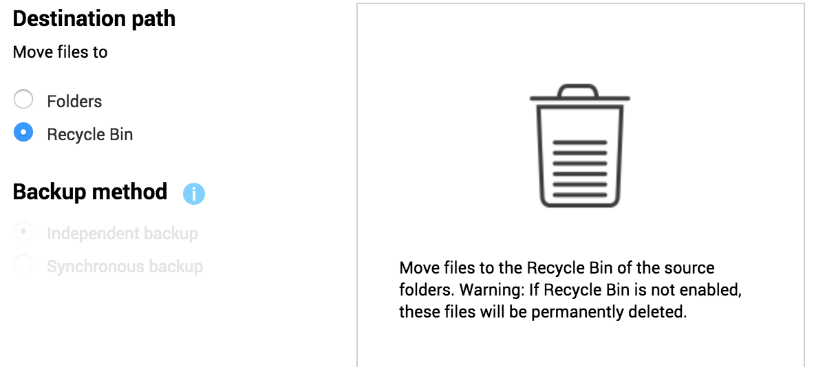 Destination path
Move files to
Folders
Recycle Bin
Backup method
Independent backup
Synchronous backup
Move files to the Recycle Bin of the source
folders. Warning: If Recycle Bin is not enabled,
these files will be permanently deleted.